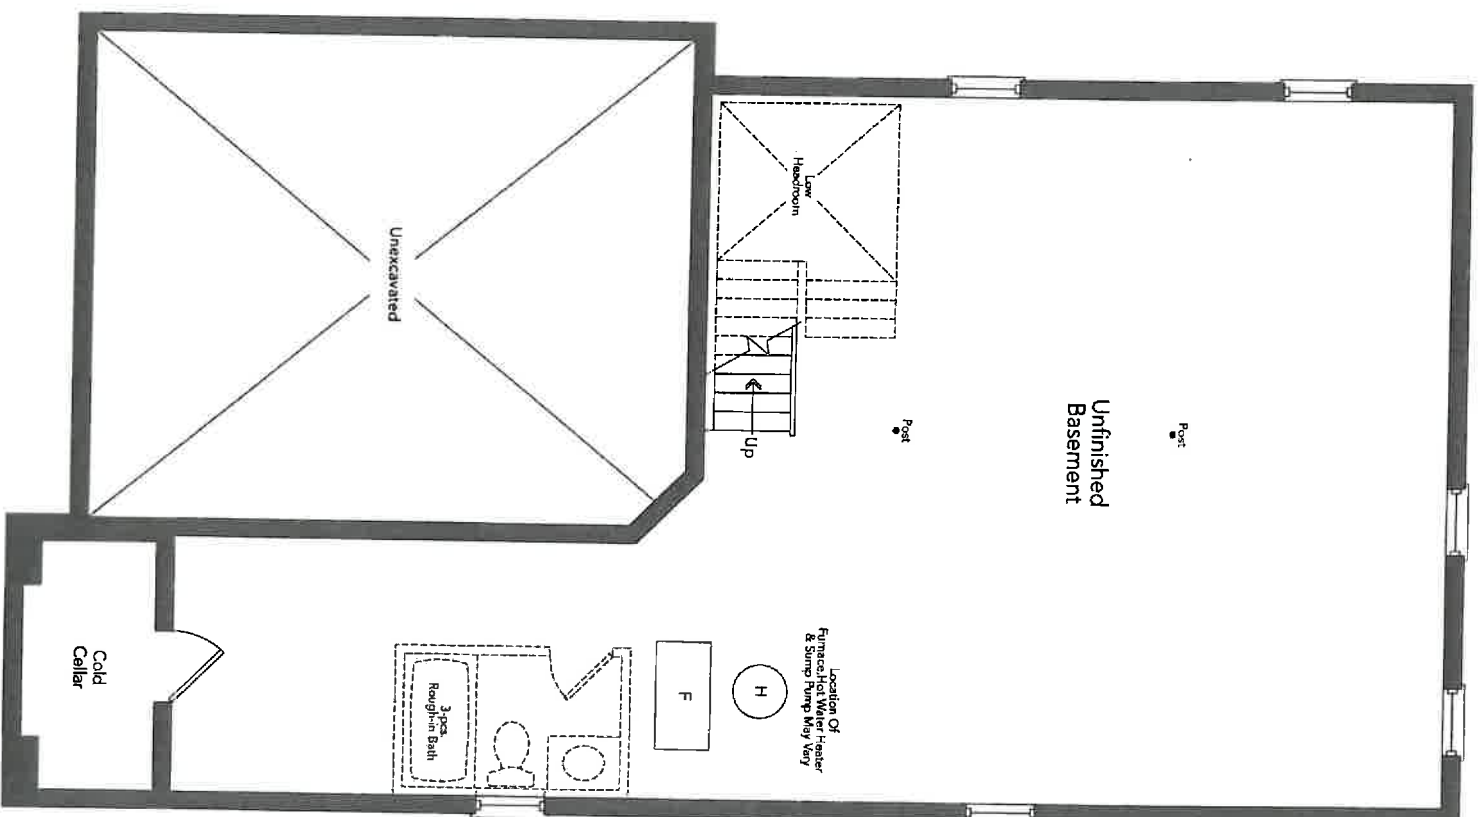 Unexcavated
Low
Headroom
Up
Post
Post
Unfinished
Basement
Location Of
Furnace,Hot Water Heater
& Sump Pump May Vary
H
F
3-pcs.
Rough-in Bath
Cold
Cellar